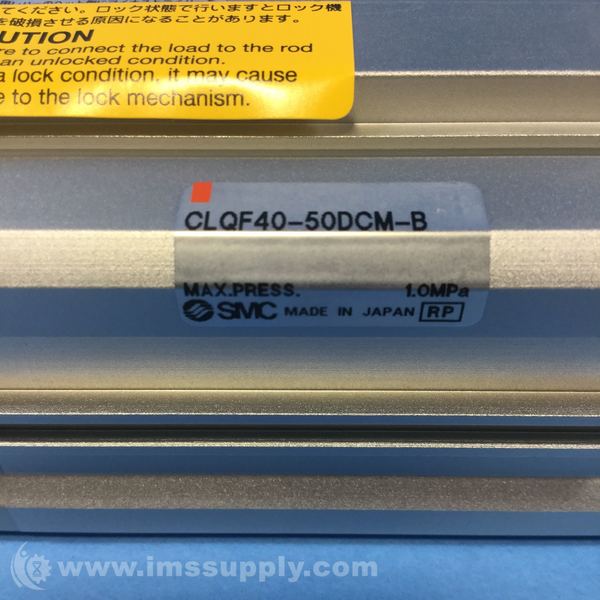 てください。ロック状態で行いますとロック機
を破損させる原因になることがあります。
UTION
re to connect the load to the rod
an unlocked condition.
a lock condition, it may cause
e to the lock mechanism.
CLQF40-50DCM-B
MAX.PRESS. 1.0MPa
SMC MADE IN JAPAN RP
www.imssupply.com